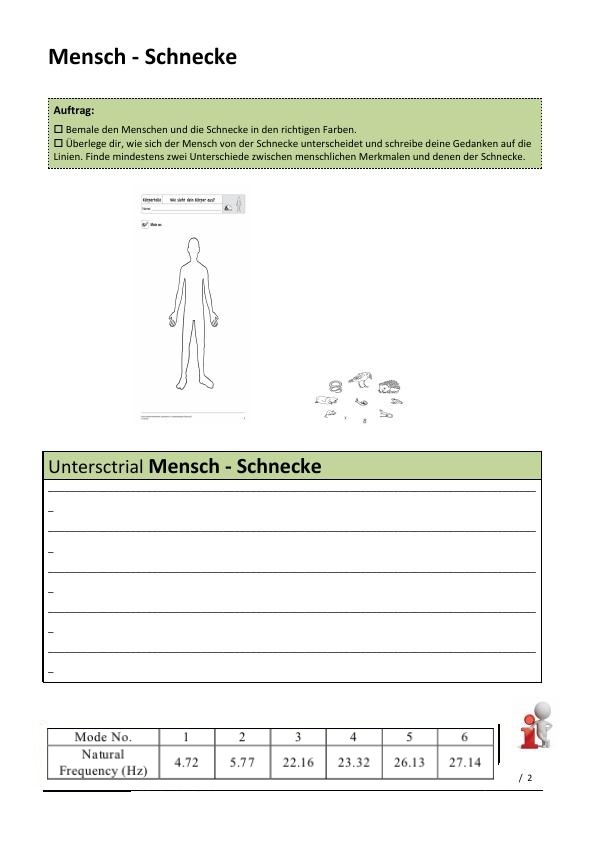 Mensch - Schnecke
Auftrag:
☐ Bemale den Menschen und die Schnecke in den richtigen Farben.
☐ Überlege dir, wie sich der Mensch von der Schnecke unterscheidet und schreibe deine Gedanken auf die
Linien. Finde mindestens zwei Unterschiede zwischen menschlichen Merkmalen und denen der Schnecke.
Körperteile Wie sieht dein Körper aus?
Name:
Male an.
Untersctrial Mensch - Schnecke
Mode No. 1 2 3 4 5 6
Natural
Frequency (Hz) 4.72 5.77 22.16 23.32 26.13 27.14
/ 2